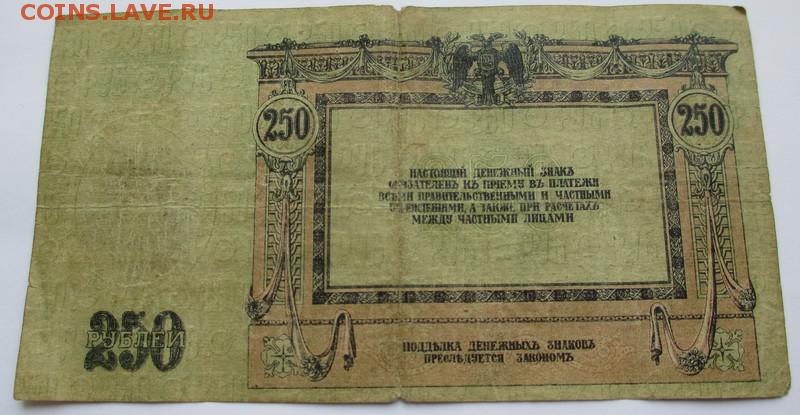 COINS.LAVE.RU
250
250
НАСТОЯЩІЙ ДЕНЕЖНЫЙ ЗНАКЪ
ОБЯЗАТЕЛЕНЪ КЪ ПРІЕМУ ВЪ ПЛАТЕЖИ
ВСѢМИ ПРАВИТЕЛЬСТВЕННЫМИ И ЧАСТНЫМИ
УЧРЕЖДЕНІЯМИ, А ТАКЖЕ, ПРИ РАСЧЕТАХЪ
МЕЖДУ ЧАСТНЫМИ ЛИЦАМИ
250
РУБЛЕЙ
ПОДДѢЛКА ДЕНЕЖНЫХЪ ЗНАКОВЪ
ПРЕСЛѢДУЕТСЯ ЗАКОНОМЪ